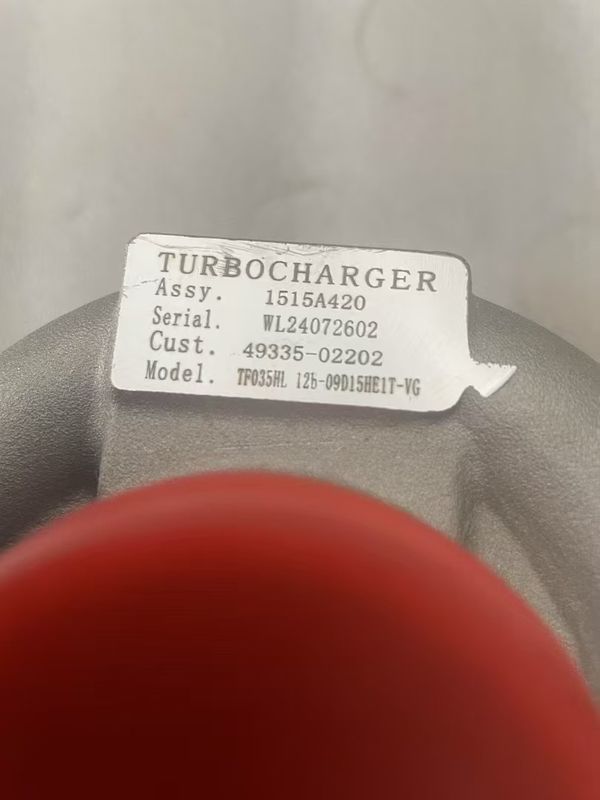 TURBOCHARGER
Assy. 1515A420
Serial. WL24072602
Cust. 49335-02202
Model. TF035HL 12b-09D15HE1T-VG